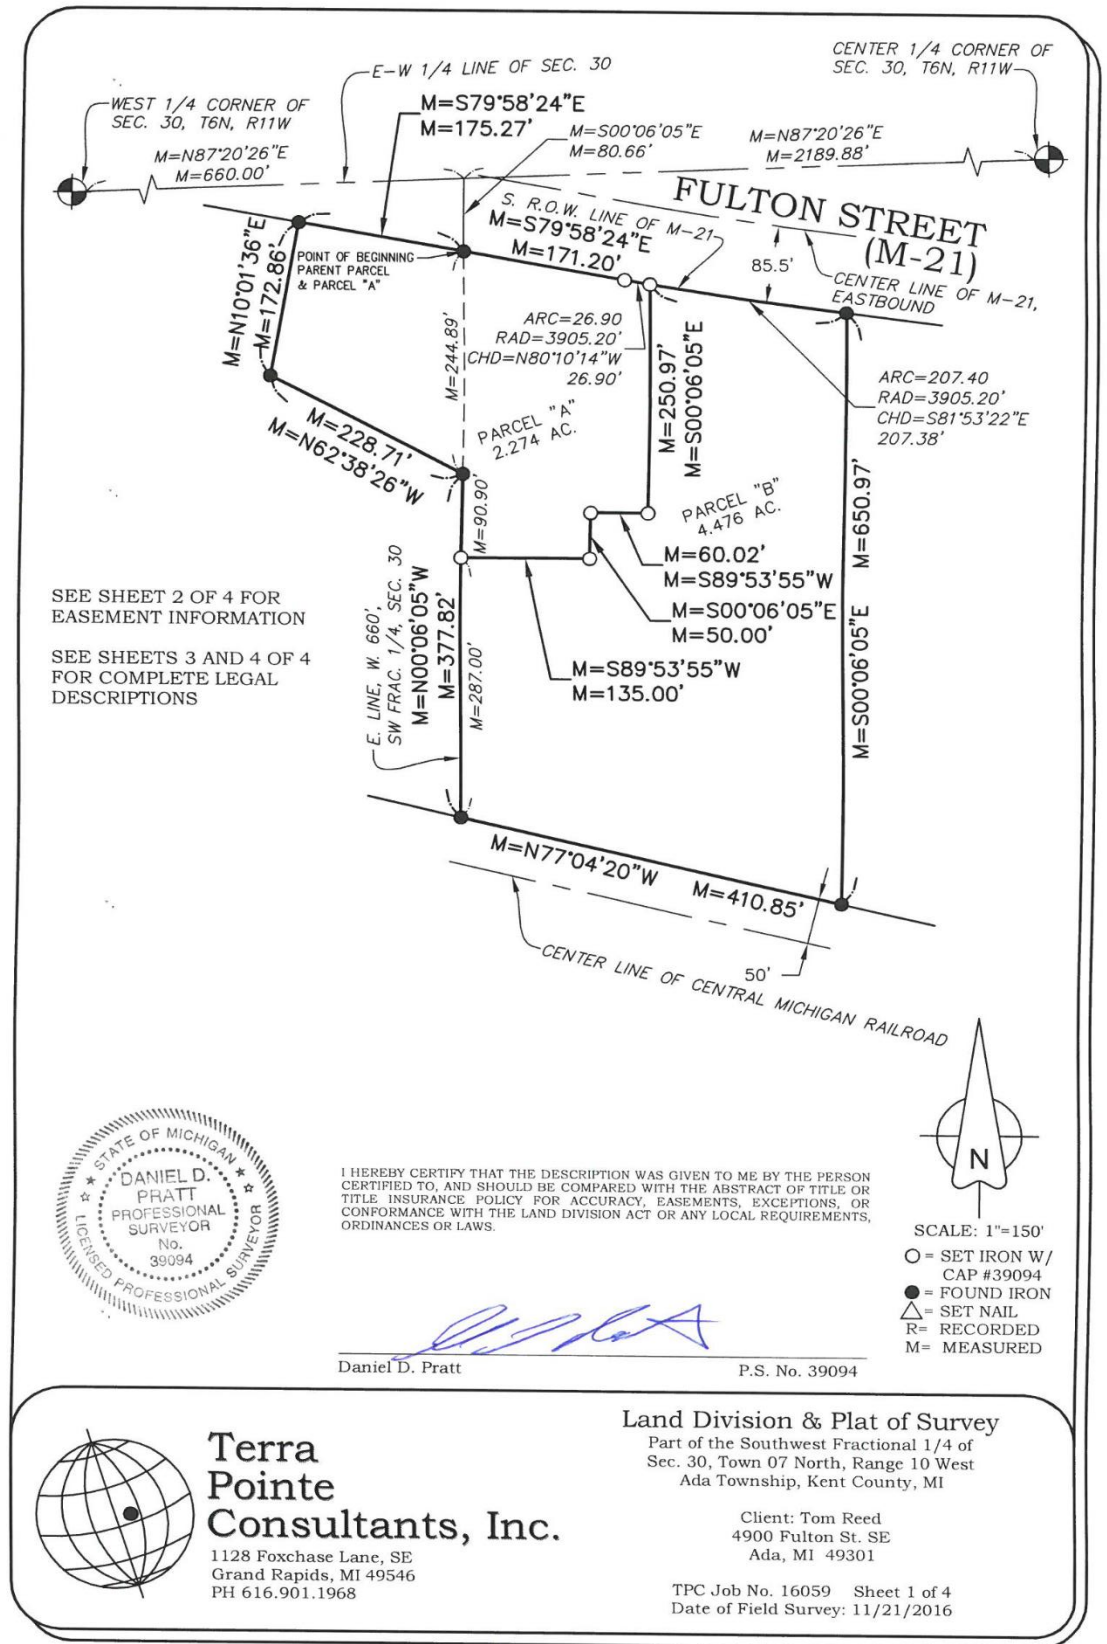 CENTER 1/4 CORNER OF
SEC. 30, T6N, R11W
E-W 1/4 LINE OF SEC. 30
WEST 1/4 CORNER OF
SEC. 30, T6N, R11W
M=S79°58'24"E
M=175.27'
M=S00°06'05"E
M=80.66'
M=N87°20'26"E
M=2189.88'
M=N87°20'26"E
M=660.00'
FULTON STREET
(M-21)
S. R.O.W. LINE OF M-21
M=S79°58'24"E
M=171.20'
85.5'
CENTER LINE OF M-21,
EASTBOUND
POINT OF BEGINNING
PARENT PARCEL
& PARCEL "A"
M=N10°01'36"E
M=172.86'
ARC=26.90
RAD=3905.20'
CHD=N80°10'14"W
26.90'
M=244.89'
M=250.97'
M=S00°06'05"E
ARC=207.40
RAD=3905.20'
CHD=S81°53'22"E
207.38'
M=228.71'
M=N62°38'26"W
PARCEL "A"
2.274 AC.
PARCEL "B"
4.476 AC.
M=650.97'
M=S00°06'05"E
M=90.90'
M=60.02'
M=S89°53'55"W
M=S00°06'05"E
M=50.00'
M=S89°53'55"W
M=135.00'
E. LINE, W. 660',
SW FRAC. 1/4, SEC. 30
M=N00°06'05"W
M=377.82'
M=287.00'
SEE SHEET 2 OF 4 FOR
EASEMENT INFORMATION
SEE SHEETS 3 AND 4 OF 4
FOR COMPLETE LEGAL
DESCRIPTIONS
M=N77°04'20"W
M=410.85'
50'
CENTER LINE OF CENTRAL MICHIGAN RAILROAD
N
SCALE: 1"=150'
= SET IRON W/
CAP #39094
= FOUND IRON
= SET NAIL
R= RECORDED
M= MEASURED
STATE OF MICHIGAN
DANIEL D.
PRATT
PROFESSIONAL
SURVEYOR
No.
39094
LICENSED PROFESSIONAL SURVEYOR
I HEREBY CERTIFY THAT THE DESCRIPTION WAS GIVEN TO ME BY THE PERSON
CERTIFIED TO, AND SHOULD BE COMPARED WITH THE ABSTRACT OF TITLE OR
TITLE INSURANCE POLICY FOR ACCURACY, EASEMENTS, EXCEPTIONS, OR
CONFORMANCE WITH THE LAND DIVISION ACT OR ANY LOCAL REQUIREMENTS,
ORDINANCES OR LAWS.
Daniel D. Pratt P.S. No. 39094
Terra
Pointe
Consultants, Inc.
1128 Foxchase Lane, SE
Grand Rapids, MI 49546
PH 616.901.1968
Land Division & Plat of Survey
Part of the Southwest Fractional 1/4 of
Sec. 30, Town 07 North, Range 10 West
Ada Township, Kent County, MI
Client: Tom Reed
4900 Fulton St. SE
Ada, MI 49301
TPC Job No. 16059 Sheet 1 of 4
Date of Field Survey: 11/21/2016